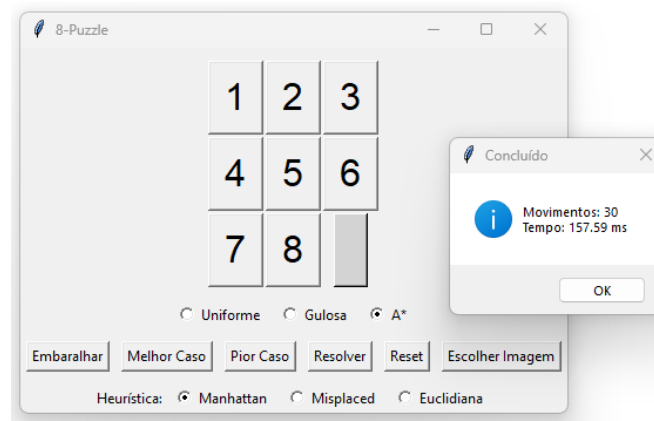 8-Puzzle
1 2 3
4 5 6
7 8
Uniforme Gulosa A*
Embaralhar Melhor Caso Pior Caso Resolver Reset Escolher Imagem
Heurística: Manhattan Misplaced Euclidiana
Concluído
Movimentos: 30
Tempo: 157.59 ms
OK